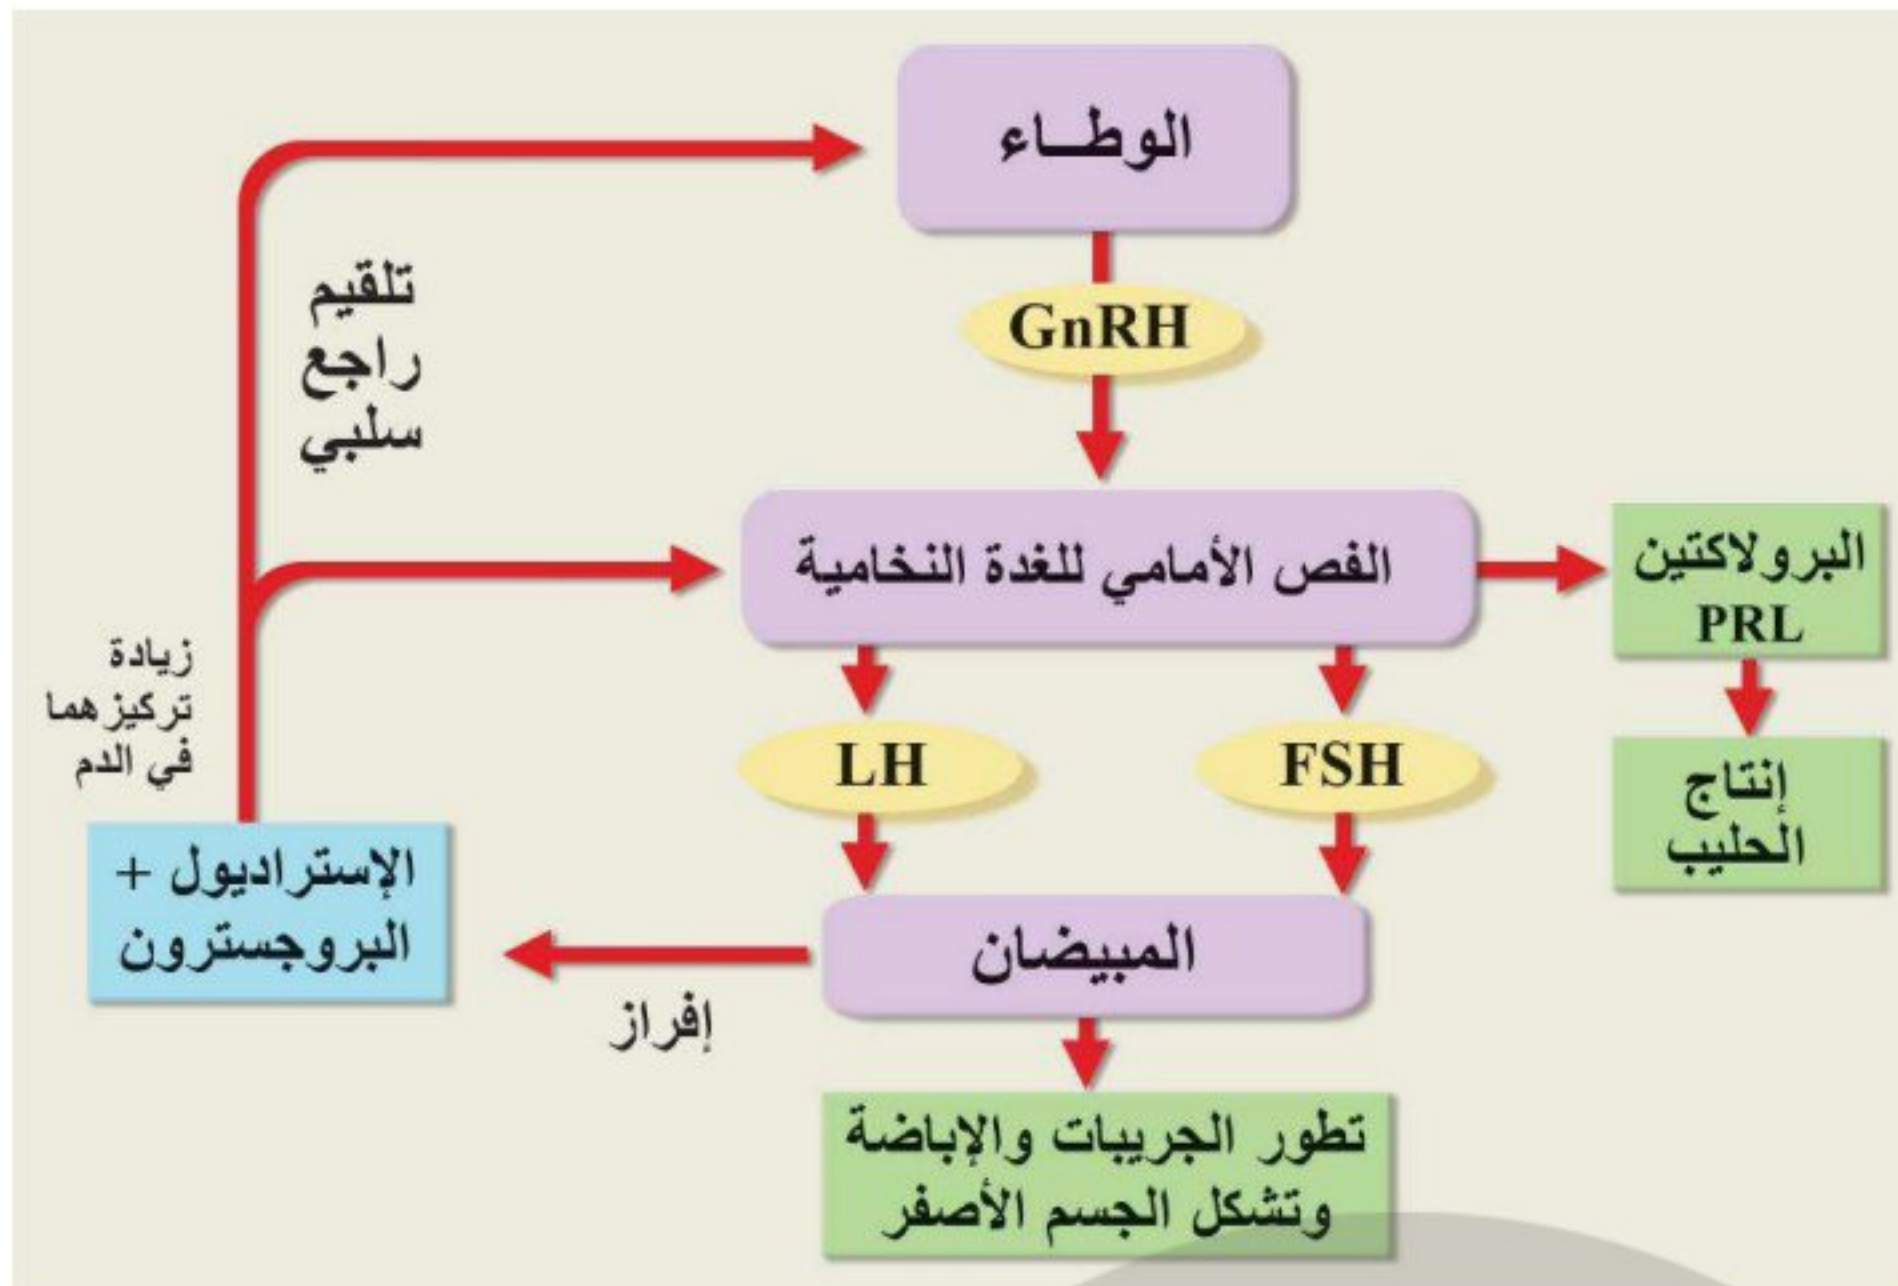 الوطاء
GnRH
تلقيم
راجع
سلبي
الفص الأمامي للغدة النخامية
البرولاكتين
PRL
زيادة
تركيزهما
في الدم
LH
FSH
إنتاج
الحليب
الإستراديول +
البروجسترون
المبيضان
إفراز
تطور الجريبات والإباضة
وتشكل الجسم الأصفر